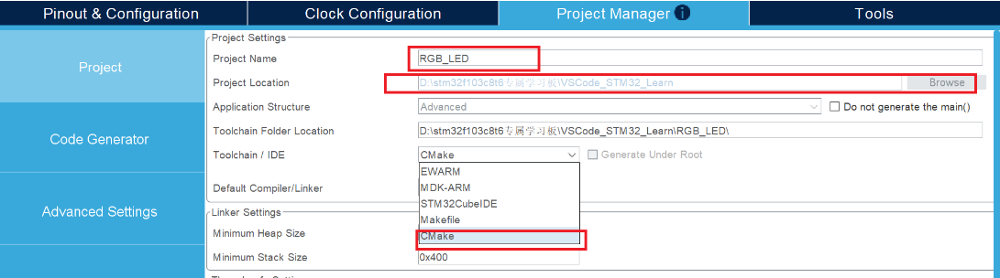 Pinout & Configuration
Clock Configuration
Project Manager
Tools
Project
Code Generator
Advanced Settings
Project Settings
Project Name
RGB_LED
Project Location
D:\stm32f103c8t6专属学习板\VSCode_STM32_Learn
Browse
Application Structure
Advanced
Do not generate the main()
Toolchain Folder Location
D:\stm32f103c8t6专属学习板\VSCode_STM32_Learn\RGB_LED\
Toolchain / IDE
CMake
Generate Under Root
EWARM
MDK-ARM
STM32CubeIDE
Makefile
CMake
Default Compiler/Linker
Linker Settings
Minimum Heap Size
Minimum Stack Size
0x400